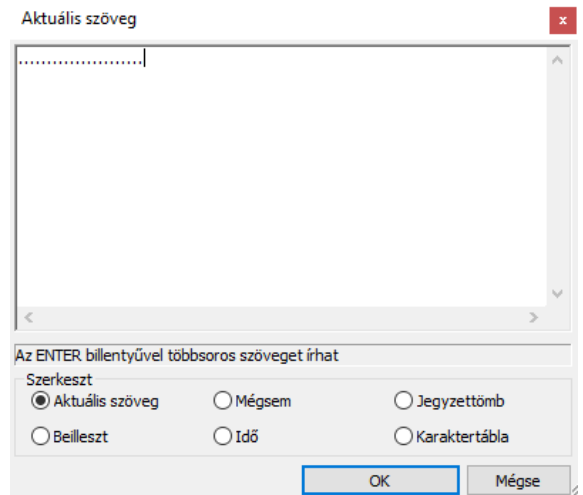 Aktuális szöveg
......................
Az ENTER billentyűvel többsoros szöveget írhat
Szerkeszt
Aktuális szöveg Mégsem Jegyzettömb
Beilleszt Idő Karaktertábla
OK Mégse